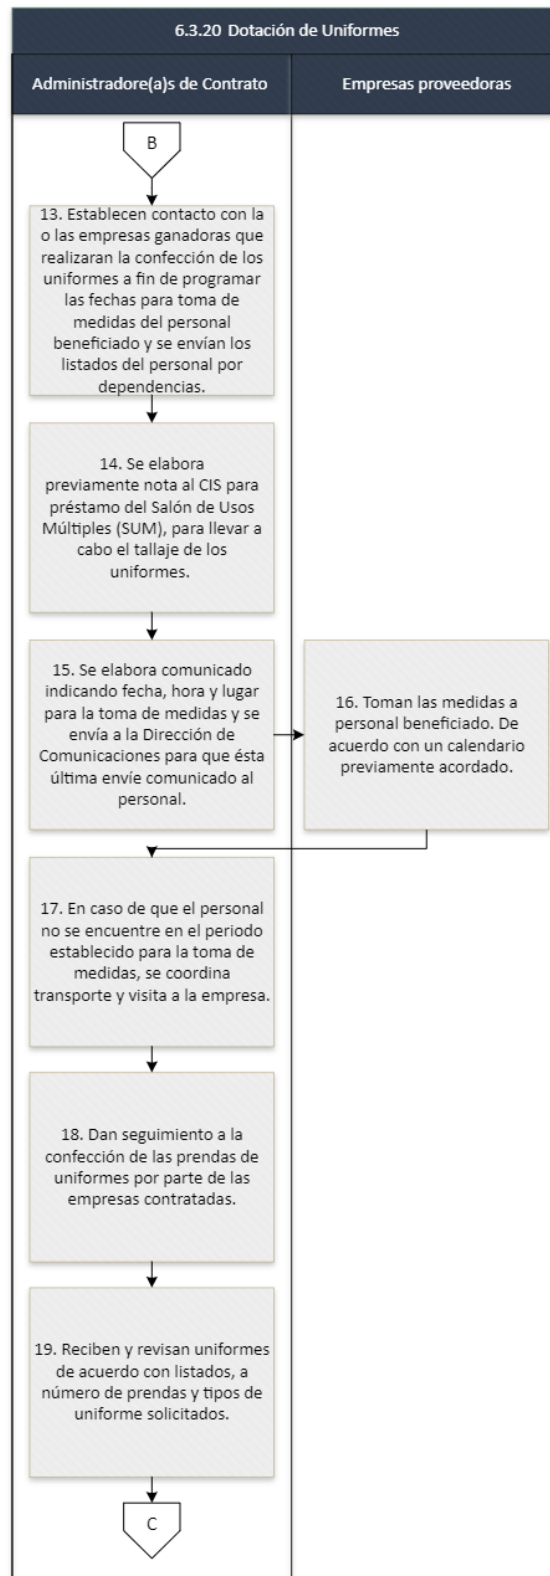 6.3.20 Dotación de Uniformes
Administradore(a)s de Contrato
Empresas proveedoras
B
13. Establecen contacto con la
o las empresas ganadoras que
realizaran la confección de los
uniformes a fin de programar
las fechas para toma de
medidas del personal
beneficiado y se envían los
listados del personal por
dependencias.
14. Se elabora
previamente nota al CIS para
préstamo del Salón de Usos
Múltiples (SUM), para llevar a
cabo el tallaje de los
uniformes.
15. Se elabora comunicado
indicando fecha, hora y lugar
para la toma de medidas y se
envía a la Dirección de
Comunicaciones para que ésta
última envíe comunicado al
personal.
16. Toman las medidas a
personal beneficiado. De
acuerdo con un calendario
previamente acordado.
17. En caso de que el personal
no se encuentre en el periodo
establecido para la toma de
medidas, se coordina
transporte y visita a la empresa.
18. Dan seguimiento a la
confección de las prendas de
uniformes por parte de las
empresas contratadas.
19. Reciben y revisan uniformes
de acuerdo con listados, a
número de prendas y tipos de
uniforme solicitados.
C